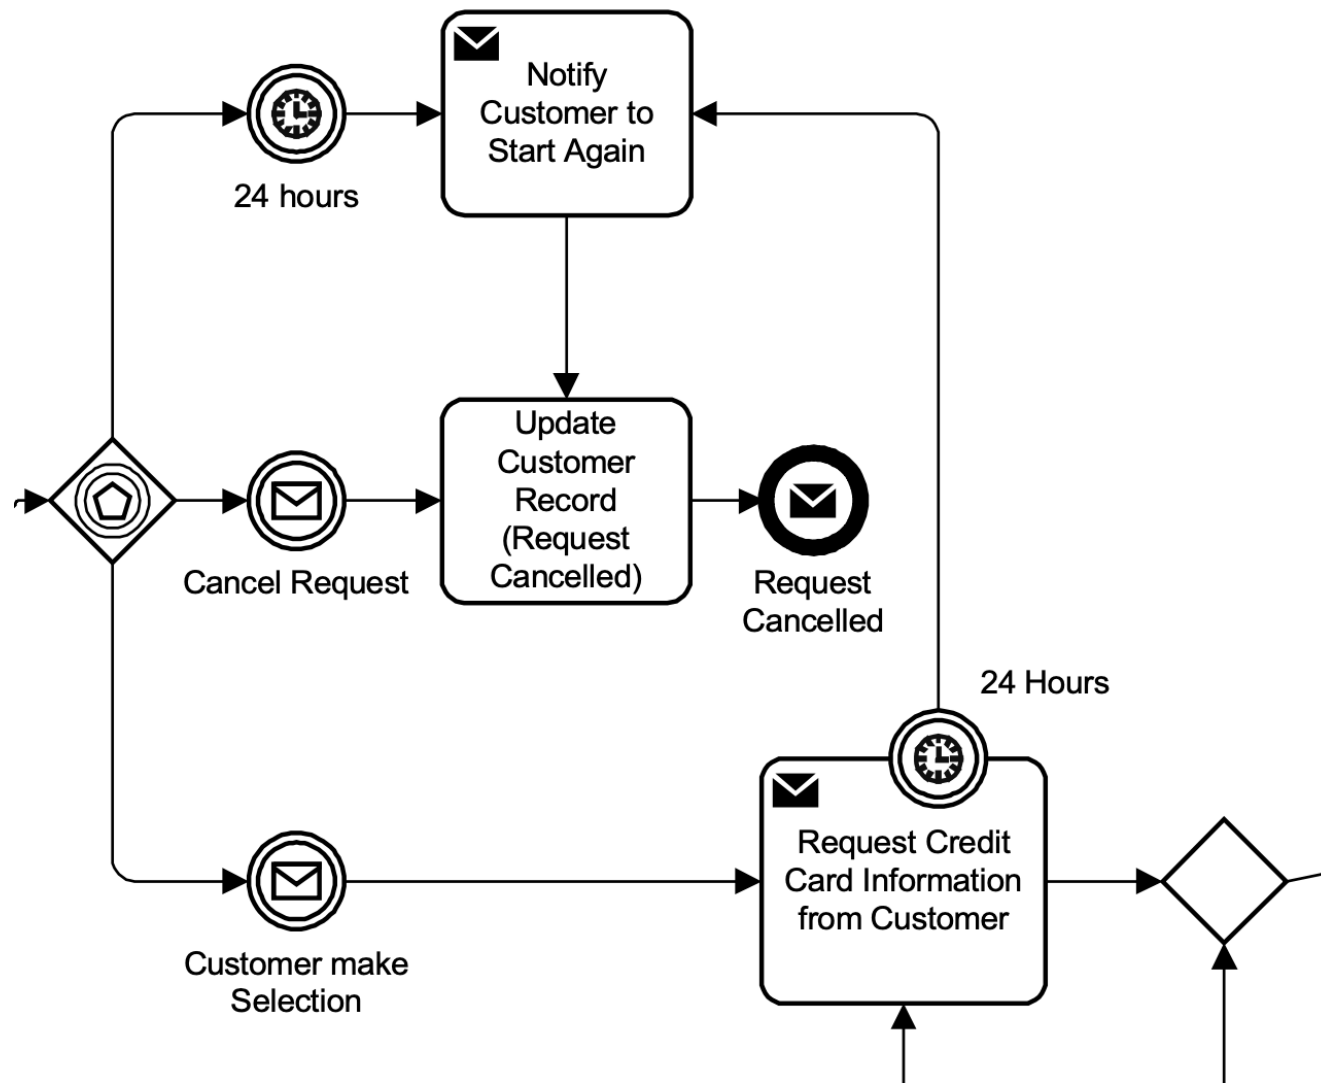 Notify
Customer to
Start Again
24 hours
Update
Customer
Record
(Request
Cancelled)
Cancel Request
Request
Cancelled
24 Hours
Request Credit
Card Information
from Customer
Customer make
Selection